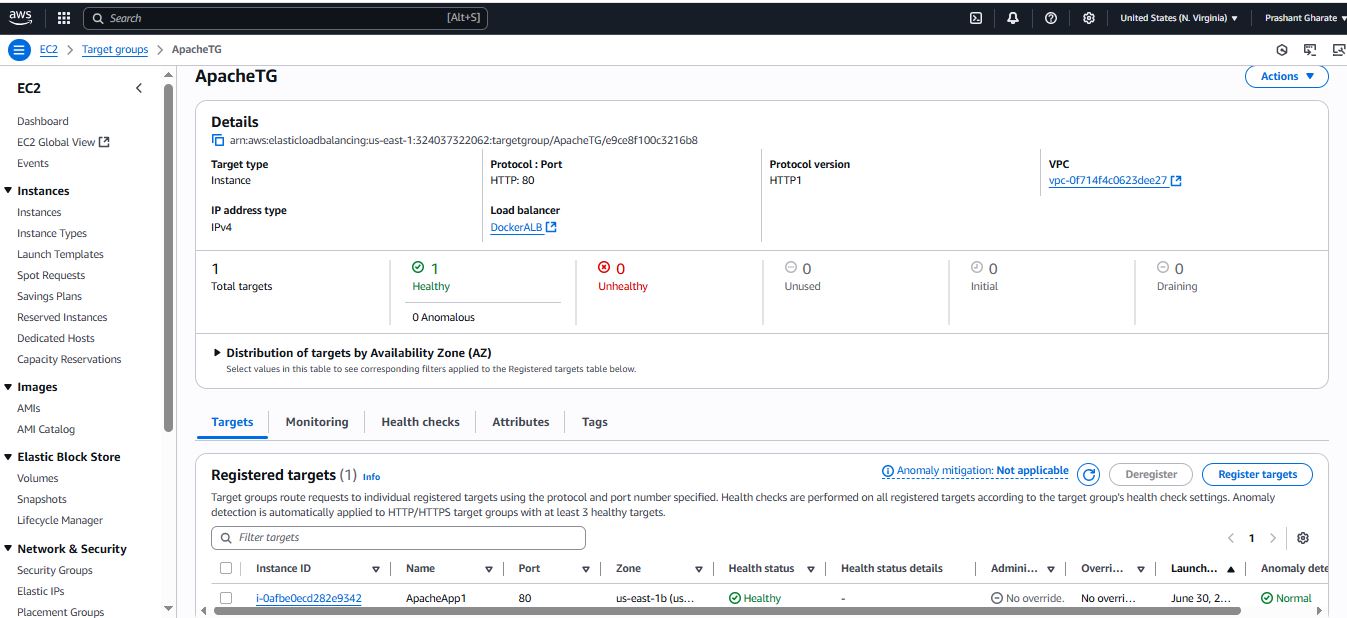 aws
Search [Alt+S]
United States (N. Virginia) Prashant Gharate
EC2 > Target groups > ApacheTG
EC2
Dashboard
EC2 Global View
Events
Instances
Instances
Instance Types
Launch Templates
Spot Requests
Savings Plans
Reserved Instances
Dedicated Hosts
Capacity Reservations
Images
AMIs
AMI Catalog
Elastic Block Store
Volumes
Snapshots
Lifecycle Manager
Network & Security
Security Groups
Elastic IPs
Placement Groups
ApacheTG
Actions
Details
arn:aws:elasticloadbalancing:us-east-1:324037322062:targetgroup/ApacheTG/e9ce8f100c3216b8
Target type
Instance
Protocol : Port
HTTP: 80
Protocol version
HTTP1
VPC
vpc-0f714f4c0623dee27
IP address type
IPv4
Load balancer
DockerALB
1
Total targets
1
Healthy
0 Anomalous
0
Unhealthy
0
Unused
0
Initial
0
Draining
Distribution of targets by Availability Zone (AZ)
Select values in this table to see corresponding filters applied to the Registered targets table below.
Targets Monitoring Health checks Attributes Tags
Registered targets (1) Info
Anomaly mitigation: Not applicable Deregister Register targets
Target groups route requests to individual registered targets using the protocol and port number specified. Health checks are performed on all registered targets according to the target group's health check settings. Anomaly
detection is automatically applied to HTTP/HTTPS target groups with at least 3 healthy targets.
Filter targets
1
Instance ID Name Port Zone Health status Health status details Admini... Overri... Launch... Anomaly dete
i-0afbe0ecd282e9342 ApacheApp1 80 us-east-1b (us... Healthy - No override. No overri... June 30, 2... Normal